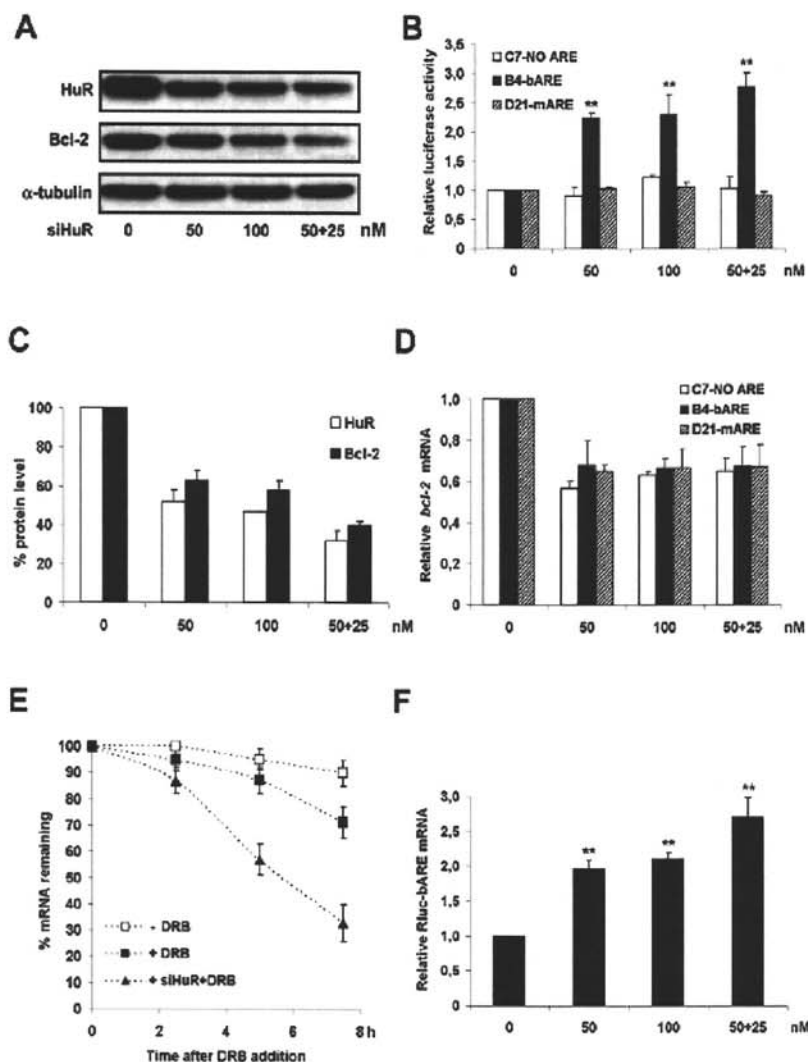 A
HuR
Bcl-2
α-tubulin
siHuR 0 50 100 50+25 nM
B
C7-NO ARE
B4-bARE
D21-mARE
Relative luciferase activity
3,5
3,0
2,5
2,0
1,5
1,0
0,5
0
** ** **
0 50 100 50+25 nM
C
HuR
Bcl-2
% protein level
100
80
60
40
20
0
0 50 100 50+25 nM
D
C7-NO ARE
B4-bARE
D21-mARE
Relative bcl-2 mRNA
1,0
0,8
0,6
0,4
0,2
0
0 50 100 50+25 nM
E
% mRNA remaining
100
90
80
70
60
50
40
30
20
10
0
- DRB
+ DRB
+ siHuR+DRB
0 2 4 6 8 h
Time after DRB addition
F
Relative Rluc-bARE mRNA
3,0
2,5
2,0
1,5
1,0
0,5
0
** ** **
0 50 100 50+25 nM